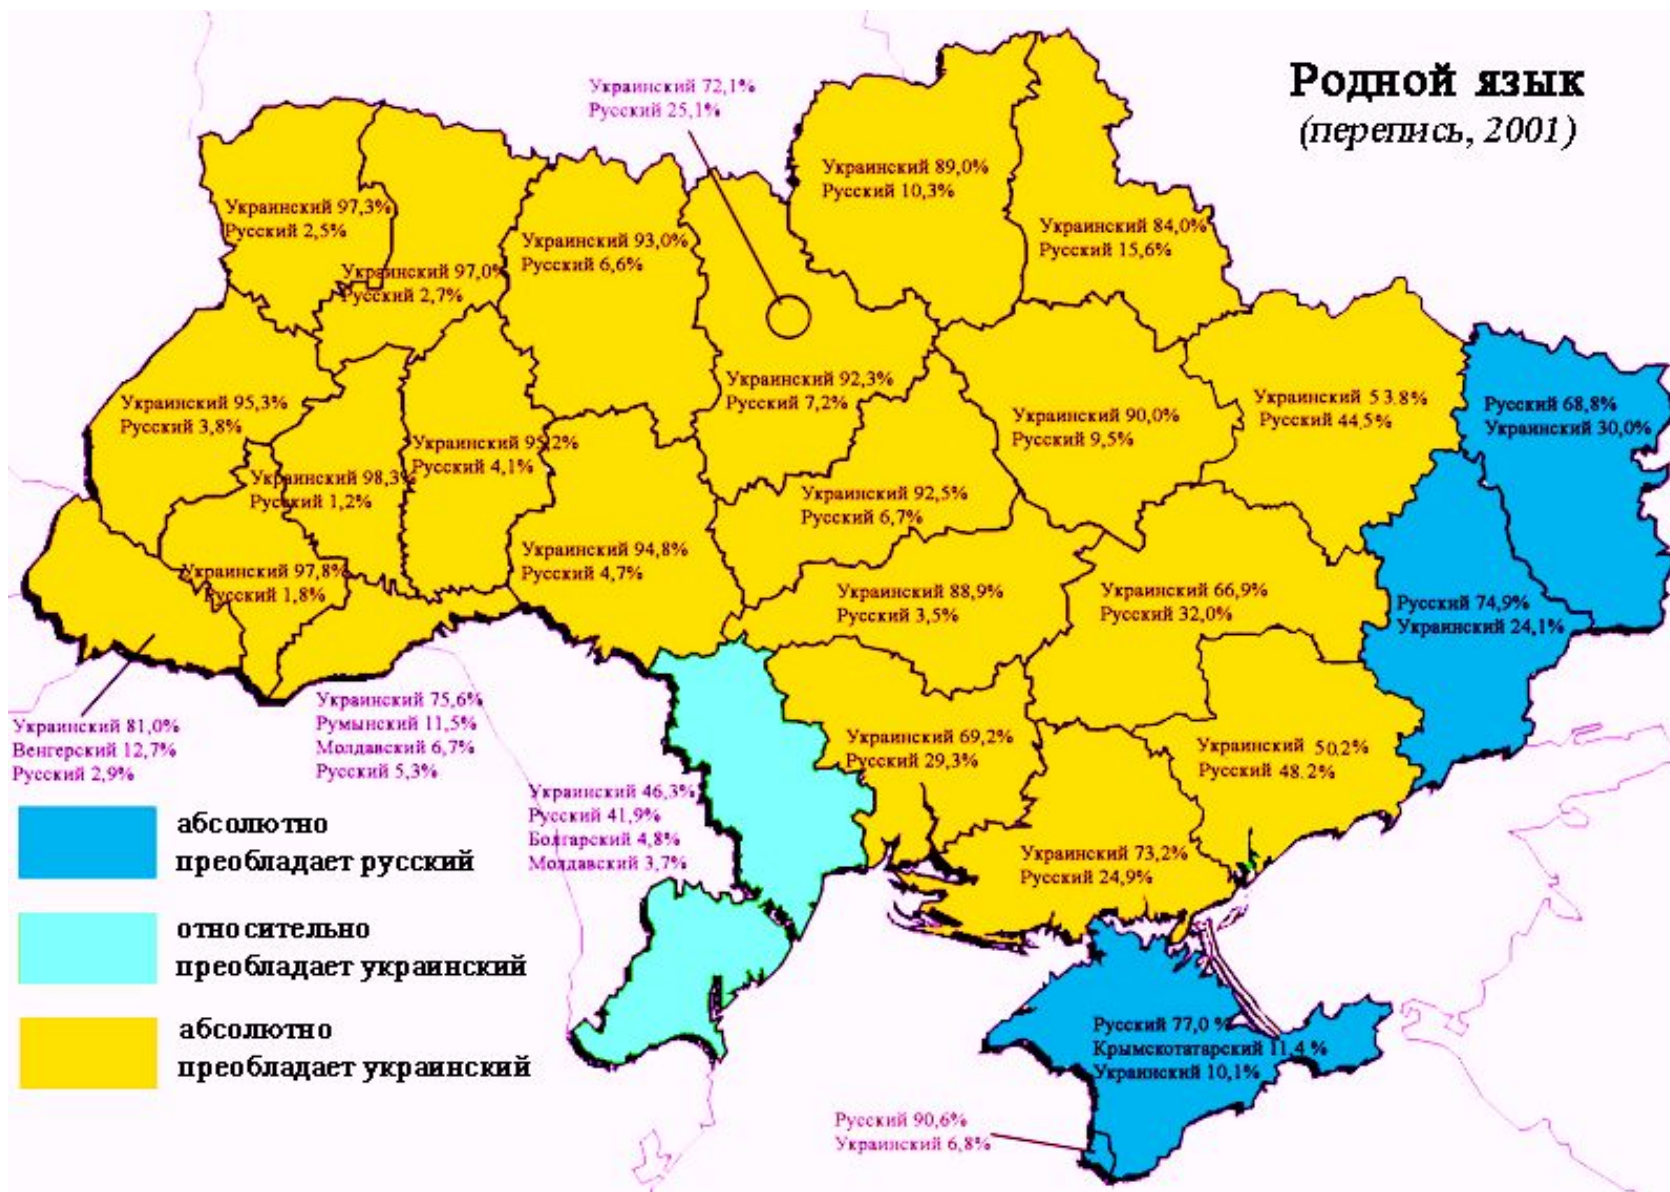 Родной язык
(перепись, 2001)
Украинский 72,1%
Русский 25,1%
Украинский 89,0%
Русский 10,3%
Украинский 97,3%
Русский 2,5%
Украинский 84,0%
Русский 15,6%
Украинский 93,0%
Русский 6,6%
Украинский 97,0%
Русский 2,7%
Украинский 92,3%
Русский 7,2%
Украинский 53.8%
Русский 44,5%
Русский 68,8%
Украинский 30,0%
Украинский 95,3%
Русский 3,8%
Украинский 90,0%
Русский 9,5%
Украинский 95,2%
Русский 4,1%
Украинский 98,3%
Русский 1,2%
Украинский 92,5%
Русский 6,7%
Украинский 94,8%
Русский 4,7%
Украинский 97,8%
Русский 1,8%
Украинский 88,9%
Русский 3,5%
Украинский 66,9%
Русский 32,0%
Русский 74,9%
Украинский 24,1%
Украинский 81,0%
Венгерский 12,7%
Русский 2,9%
Украинский 75,6%
Румынский 11,5%
Молдавский 6,7%
Русский 5,3%
Украинский 69,2%
Русский 29,3%
Украинский 50.2%
Русский 48.2%
Украинский 46,3%
Русский 41,9%
Болгарский 4,8%
Молдавский 3,7%
Украинский 73,2%
Русский 24,9%
абсолютно
преобладает русский
относительно
преобладает украинский
абсолютно
преобладает украинский
Русский 77,0 %
Крымскотатарский 11.4 %
Украинский 10,1%
Русский 90,6%
Украинский 6,8%